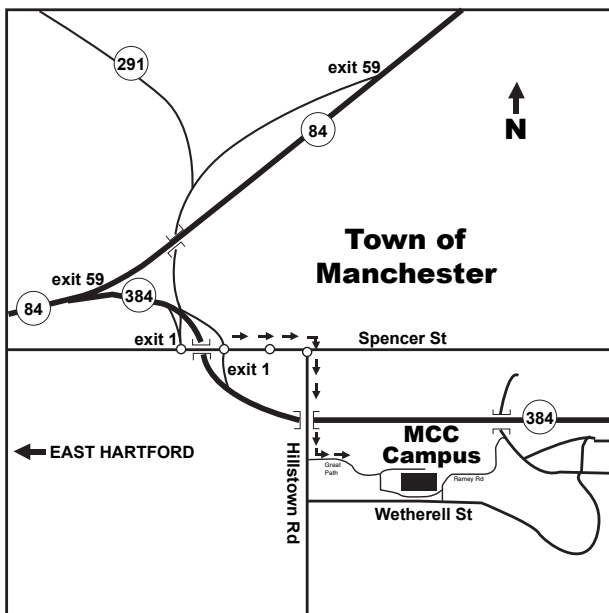 291
exit 59
84
N
Town of
Manchester
exit 59
384
84
exit 1
Spencer St
exit 1
384
EAST HARTFORD
MCC
Campus
Hillstown Rd
Great
Path
Ramey Rd
Wetherell St